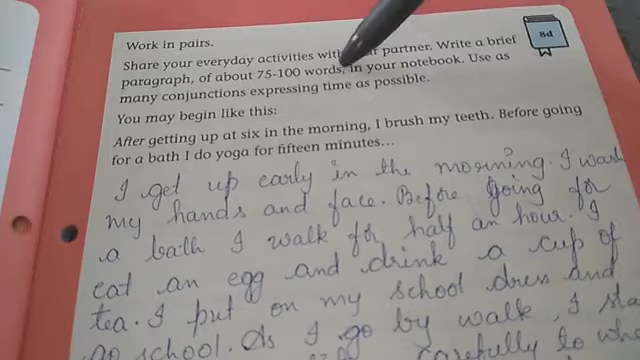 8d
Work in pairs.
Share your everyday activities with partner. Write a brief
paragraph, of about 75-100 words, in your notebook. Use as
many conjunctions expressing time as possible.
You may begin like this:
After getting up at six in the morning, I brush my teeth. Before going
for a bath I do yoga for fifteen minutes...
I get up early in the morning. I wash
my hands and face. Before going for
a bath I walk for half an hour. I
eat an egg and drink a cup of
tea. I put on my school dress and
go school. As I go by walk, I
carefully to